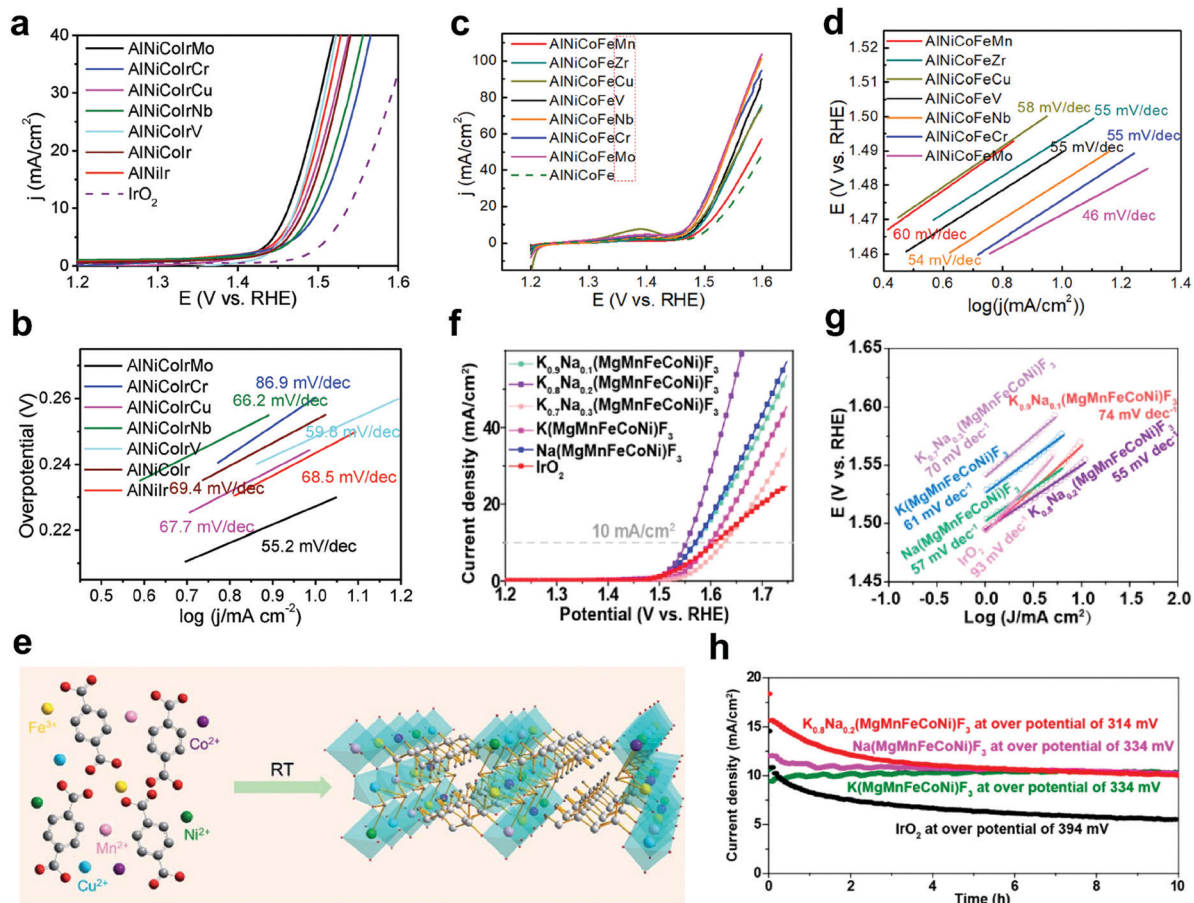 a
j (mA/cm²)
40
30
20
10
0
AlNiCoIrMo
AlNiCoIrCr
AlNiCoIrCu
AlNiCoIrNb
AlNiCoIrV
AlNiCoIr
AlNiIr
IrO₂
1.2 1.3 1.4 1.5 1.6
E (V vs. RHE)
c
j (mA/cm²)
120
100
80
60
40
20
0
AlNiCoFeMn
AlNiCoFeZr
AlNiCoFeCu
AlNiCoFeV
AlNiCoFeNb
AlNiCoFeCr
AlNiCoFeMo
AlNiCoFe
1.2 1.3 1.4 1.5 1.6
E (V vs. RHE)
d
E (V vs. RHE)
1.52
1.51
1.50
1.49
1.48
1.47
1.46
AlNiCoFeMn
AlNiCoFeZr
AlNiCoFeCu
AlNiCoFeV
AlNiCoFeNb
AlNiCoFeCr
AlNiCoFeMo
58 mV/dec
55 mV/dec
55 mV/dec
55 mV/dec
46 mV/dec
60 mV/dec
54 mV/dec
0.4 0.6 0.8 1.0 1.2 1.4
log(j(mA/cm²))
b
Overpotential (V)
0.26
0.24
0.22
AlNiCoIrMo
AlNiCoIrCr
AlNiCoIrCu
AlNiCoIrNb
AlNiCoIrV
AlNiCoIr
AlNiIr
86.9 mV/dec
66.2 mV/dec
59.8 mV/dec
68.5 mV/dec
69.4 mV/dec
67.7 mV/dec
55.2 mV/dec
0.5 0.6 0.7 0.8 0.9 1.0 1.1 1.2
log (j/mA cm⁻²)
f
Current density (mA/cm²)
40
20
0
K₀.₉Na₀.₁(MgMnFeCoNi)F₃
K₀.₈Na₀.₂(MgMnFeCoNi)F₃
K₀.₇Na₀.₃(MgMnFeCoNi)F₃
K(MgMnFeCoNi)F₃
Na(MgMnFeCoNi)F₃
IrO₂
10 mA/cm²
1.2 1.3 1.4 1.5 1.6 1.7
Potential (V vs. RHE)
g
E (V vs. RHE)
1.65
1.60
1.55
1.50
1.45
K₀.₇Na₀.₃(MgMnFeCoNi)F₃
70 mV dec⁻¹
K₀.₉Na₀.₁(MgMnFeCoNi)F₃
74 mV dec⁻¹
K(MgMnFeCoNi)F₃
61 mV dec⁻¹
Na(MgMnFeCoNi)F₃
57 mV dec⁻¹
IrO₂
93 mV dec⁻¹
K₀.₈Na₀.₂(MgMnFeCoNi)F₃
55 mV dec⁻¹
-1.0 -0.5 0.0 0.5 1.0 1.5 2.0
Log (J/mA cm²)
e
Fe³⁺
Co²⁺
Ni²⁺
Mn²⁺
Cu²⁺
RT
h
Current density (mA/cm²)
20
15
10
5
0
K₀.₈Na₀.₂(MgMnFeCoNi)F₃ at over potential of 314 mV
Na(MgMnFeCoNi)F₃ at over potential of 334 mV
K(MgMnFeCoNi)F₃ at over potential of 334 mV
IrO₂ at over potential of 394 mV
0 2 4 6 8 10
Time (h)